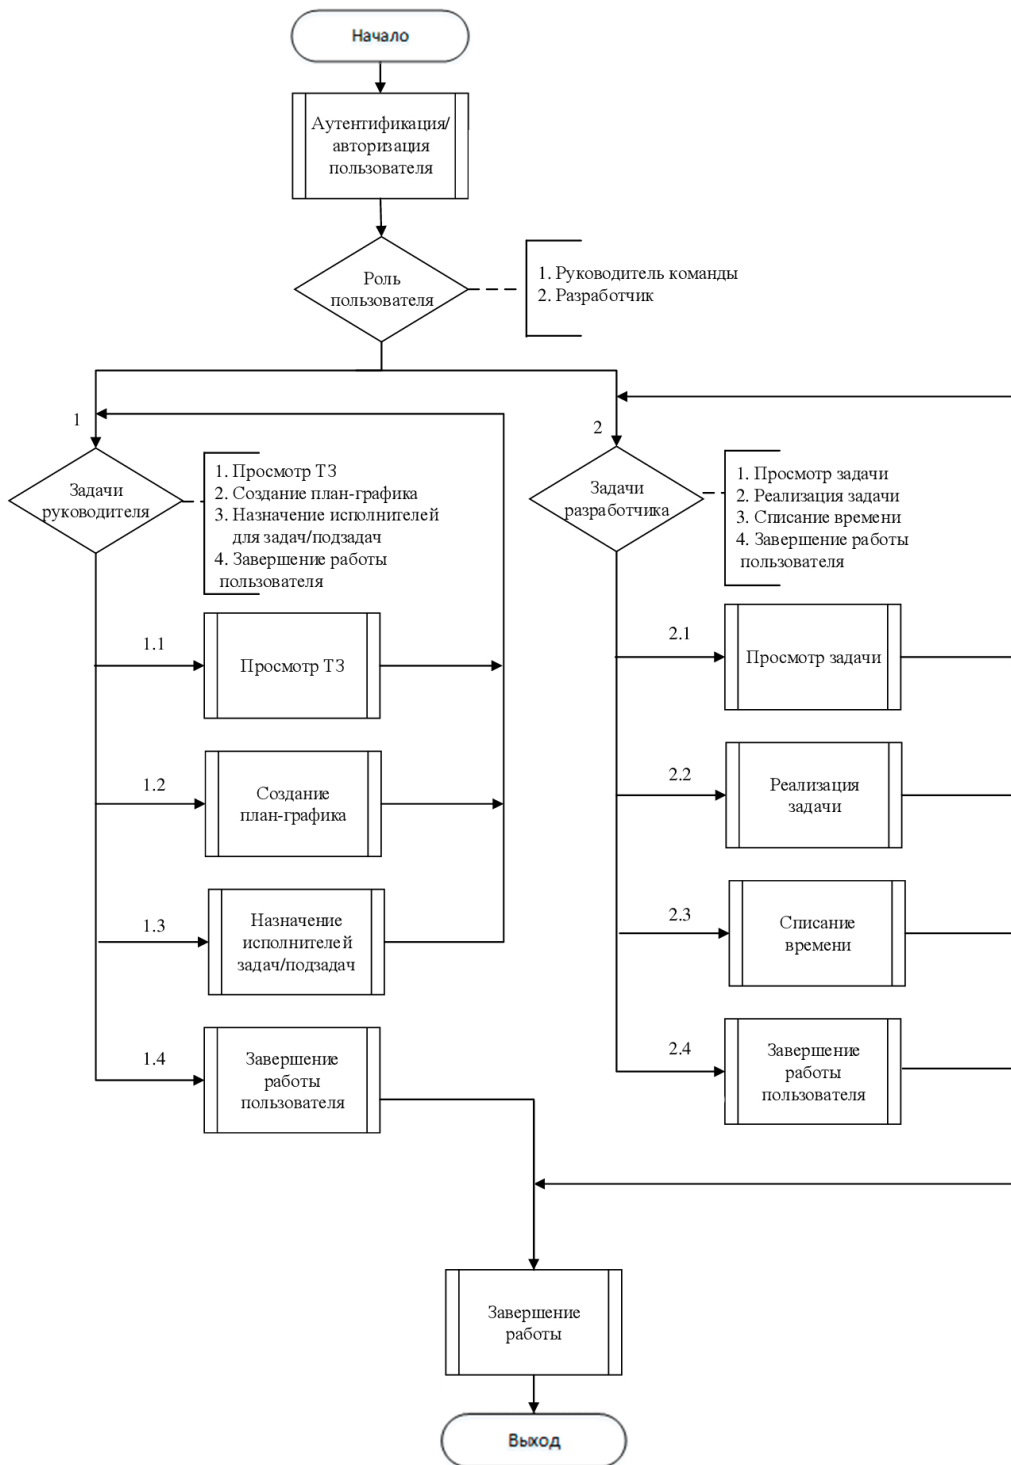 Начало
Аутентификация/
авторизация
пользователя
Роль
пользователя
1. Руководитель команды
2. Разработчик
1
Задачи
руководителя
1. Просмотр ТЗ
2. Создание план-графика
3. Назначение исполнителей
для задач/подзадач
4. Завершение работы
пользователя
1.1
Просмотр ТЗ
1.2
Создание
план-графика
1.3
Назначение
исполнителей
задач/подзадач
1.4
Завершение
работы
пользователя
2
Задачи
разработчика
1. Просмотр задачи
2. Реализация задачи
3. Списание времени
4. Завершение работы
пользователя
2.1
Просмотр задачи
2.2
Реализация
задачи
2.3
Списание
времени
2.4
Завершение
работы
пользователя
Завершение
работы
Выход